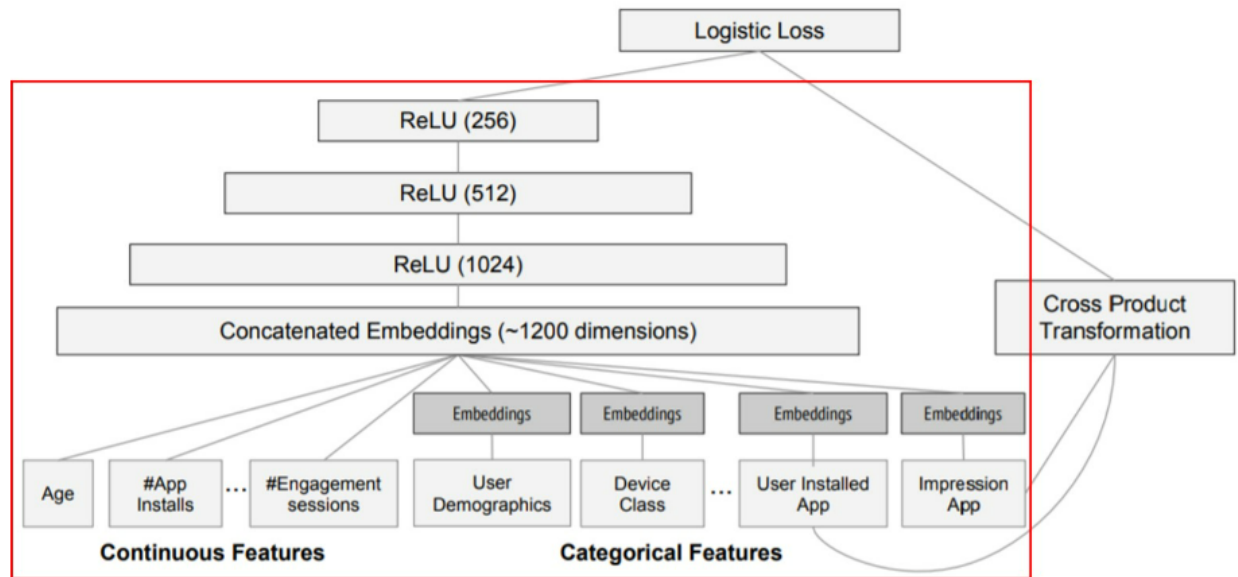 Logistic Loss
ReLU (256)
ReLU (512)
ReLU (1024)
Concatenated Embeddings (~1200 dimensions)
Cross Product
Transformation
Embeddings
Embeddings
Embeddings
Embeddings
Age
#App
Installs
...
#Engagement
sessions
User
Demographics
Device
Class
...
User Installed
App
Impression
App
Continuous Features
Categorical Features